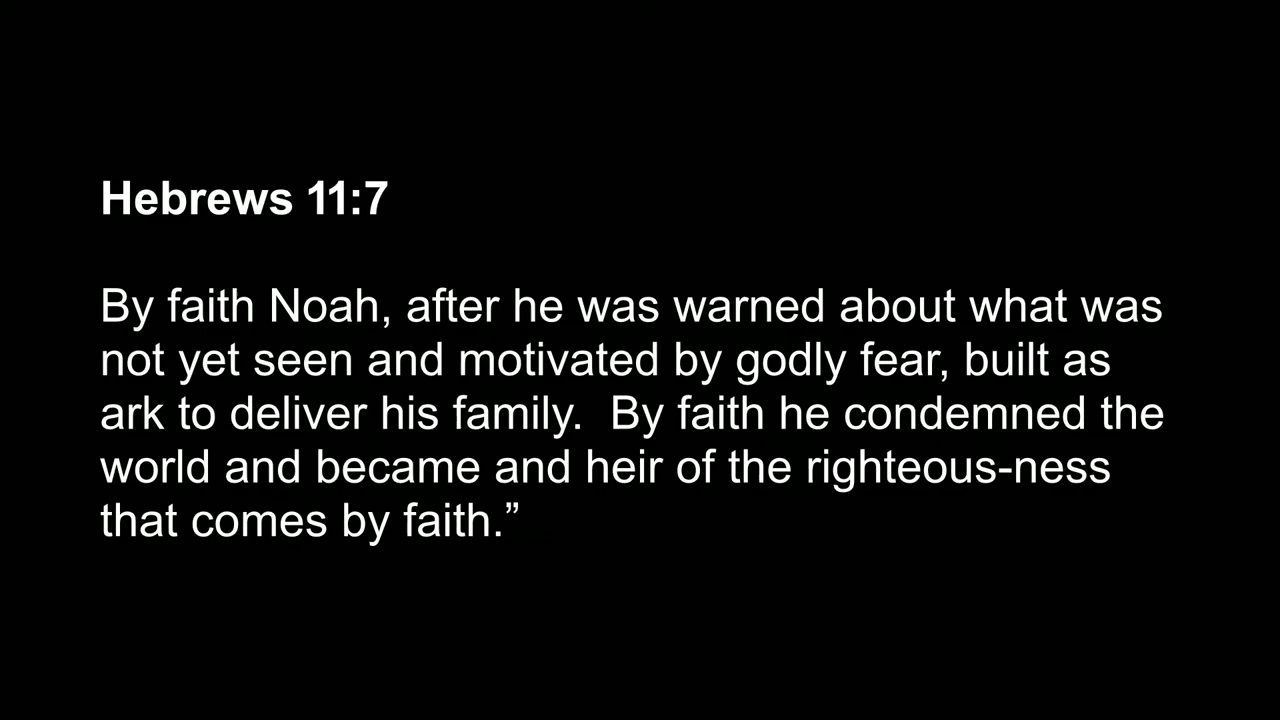 Hebrews 11:7
By faith Noah, after he was warned about what was
not yet seen and motivated by godly fear, built as
ark to deliver his family.  By faith he condemned the
world and became and heir of the righteous-ness
that comes by faith.”